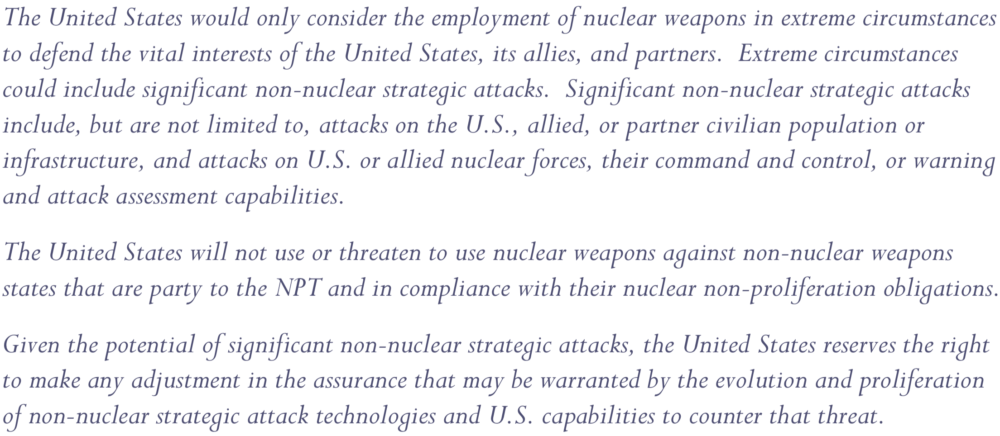 The United States would only consider the employment of nuclear weapons in extreme circumstances
to defend the vital interests of the United States, its allies, and partners.  Extreme circumstances
could include significant non-nuclear strategic attacks.  Significant non-nuclear strategic attacks
include, but are not limited to, attacks on the U.S., allied, or partner civilian population or
infrastructure, and attacks on U.S. or allied nuclear forces, their command and control, or warning
and attack assessment capabilities.
The United States will not use or threaten to use nuclear weapons against non-nuclear weapons
states that are party to the NPT and in compliance with their nuclear non-proliferation obligations.
Given the potential of significant non-nuclear strategic attacks, the United States reserves the right
to make any adjustment in the assurance that may be warranted by the evolution and proliferation
of non-nuclear strategic attack technologies and U.S. capabilities to counter that threat.